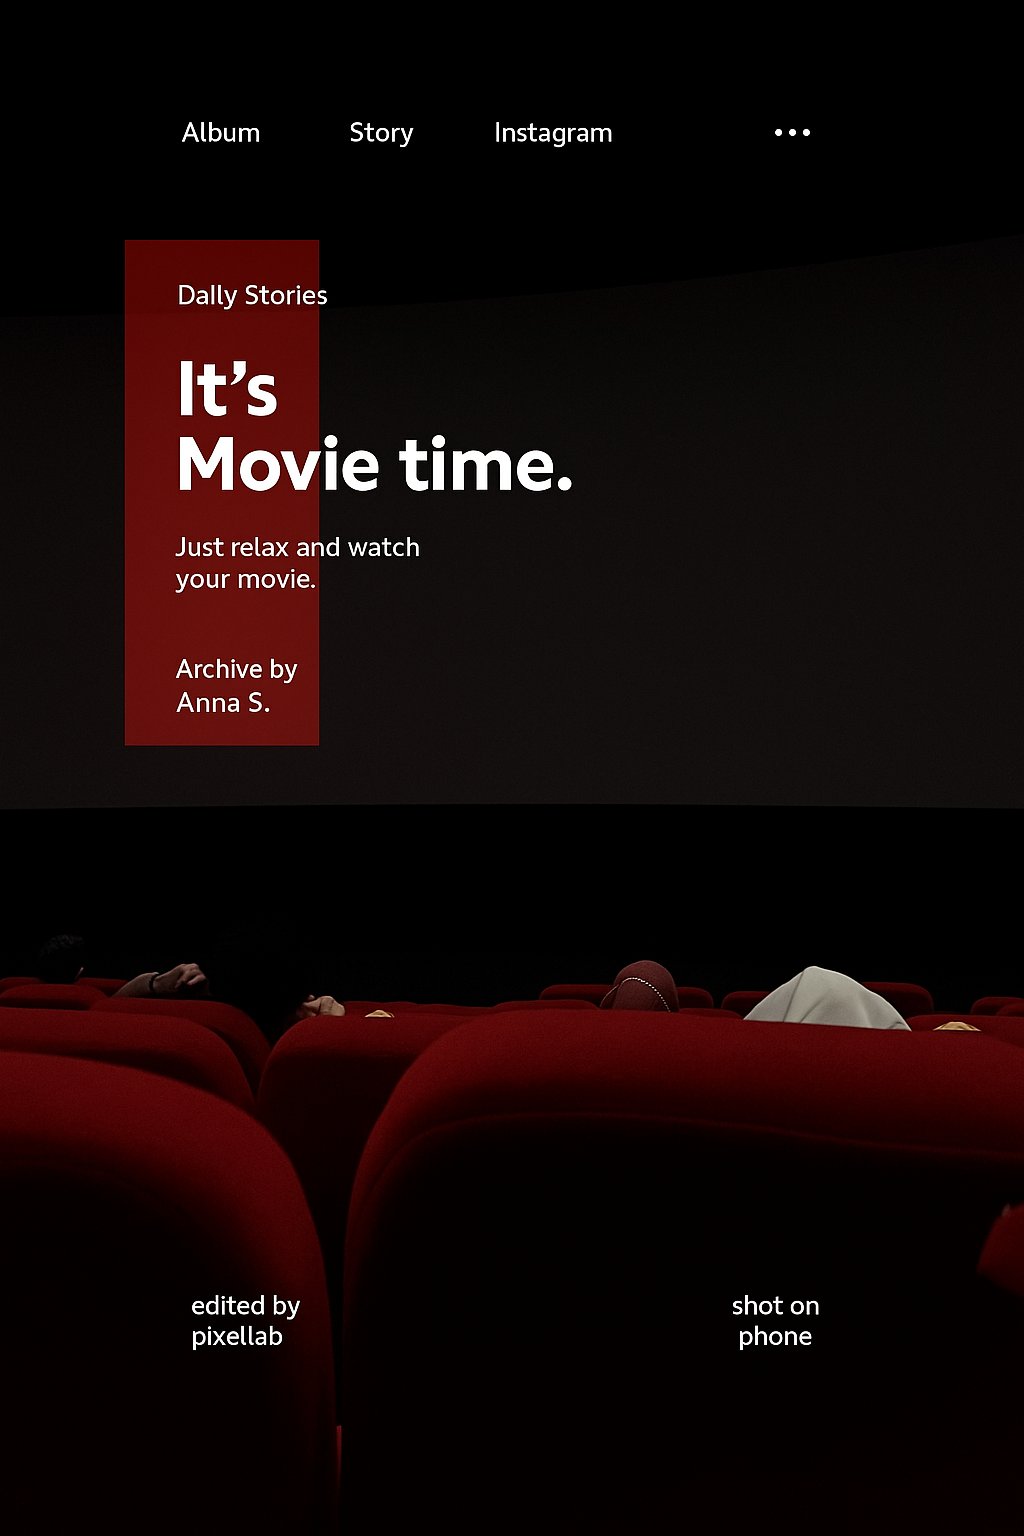 Album Story Instagram •••
Dally Stories
It’s
Movie time.
Just relax and watch
your movie.
Archive by
Anna S.
edited by
pixellab
shot on
phone